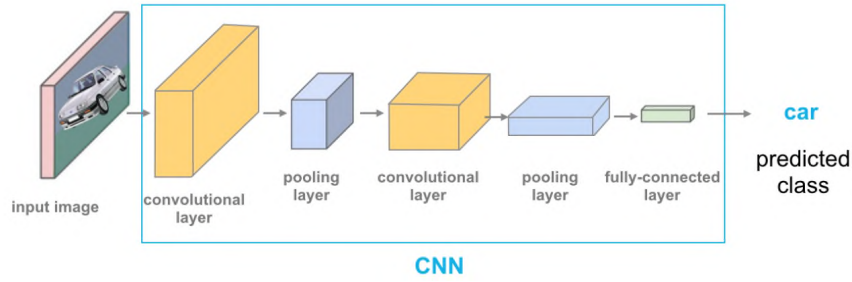 input image
convolutional
layer
pooling
layer
convolutional
layer
pooling
layer
fully-connected
layer
car
predicted
class
CNN